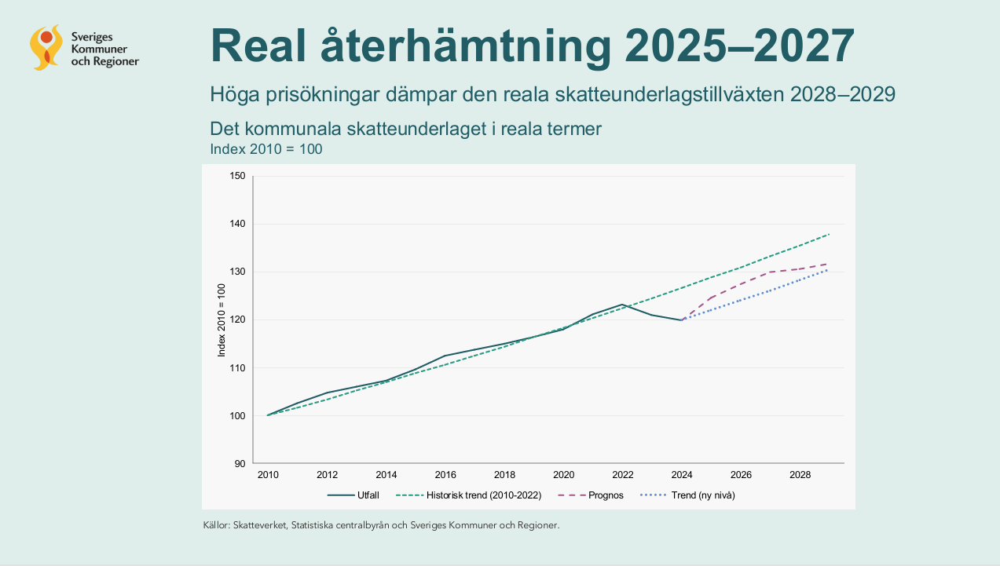 Sveriges
Kommuner
och Regioner
Real återhämtning 2025–2027
Höga prisökningar dämpar den reala skatteunderlagstillväxten 2028–2029
Det kommunala skatteunderlaget i reala termer
Index 2010 = 100
150
140
130
120
110
100
90
Index 2010 = 100
2010 2012 2014 2016 2018 2020 2022 2024 2026 2028
Utfall Historisk trend (2010-2022) Prognos Trend (ny nivå)
Källor: Skatteverket, Statistiska centralbyrån och Sveriges Kommuner och Regioner.